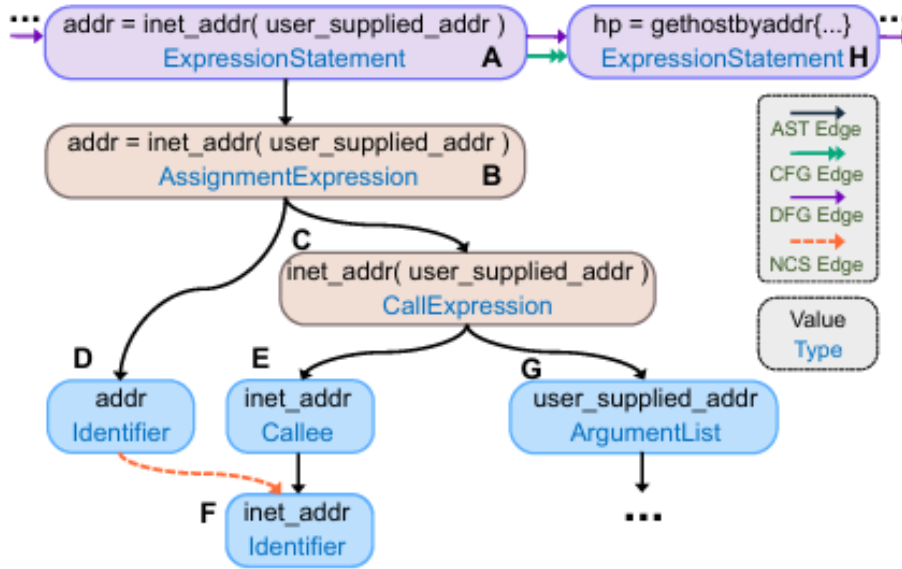 ... addr = inet_addr( user_supplied_addr )
ExpressionStatement A
hp = gethostbyaddr{...} ...
ExpressionStatement H
addr = inet_addr( user_supplied_addr )
AssignmentExpression B
AST Edge
CFG Edge
DFG Edge
NCS Edge
C
inet_addr( user_supplied_addr )
CallExpression
Value
Type
D
addr
Identifier
E
inet_addr
Callee
G
user_supplied_addr
ArgumentList
F
inet_addr
Identifier
...